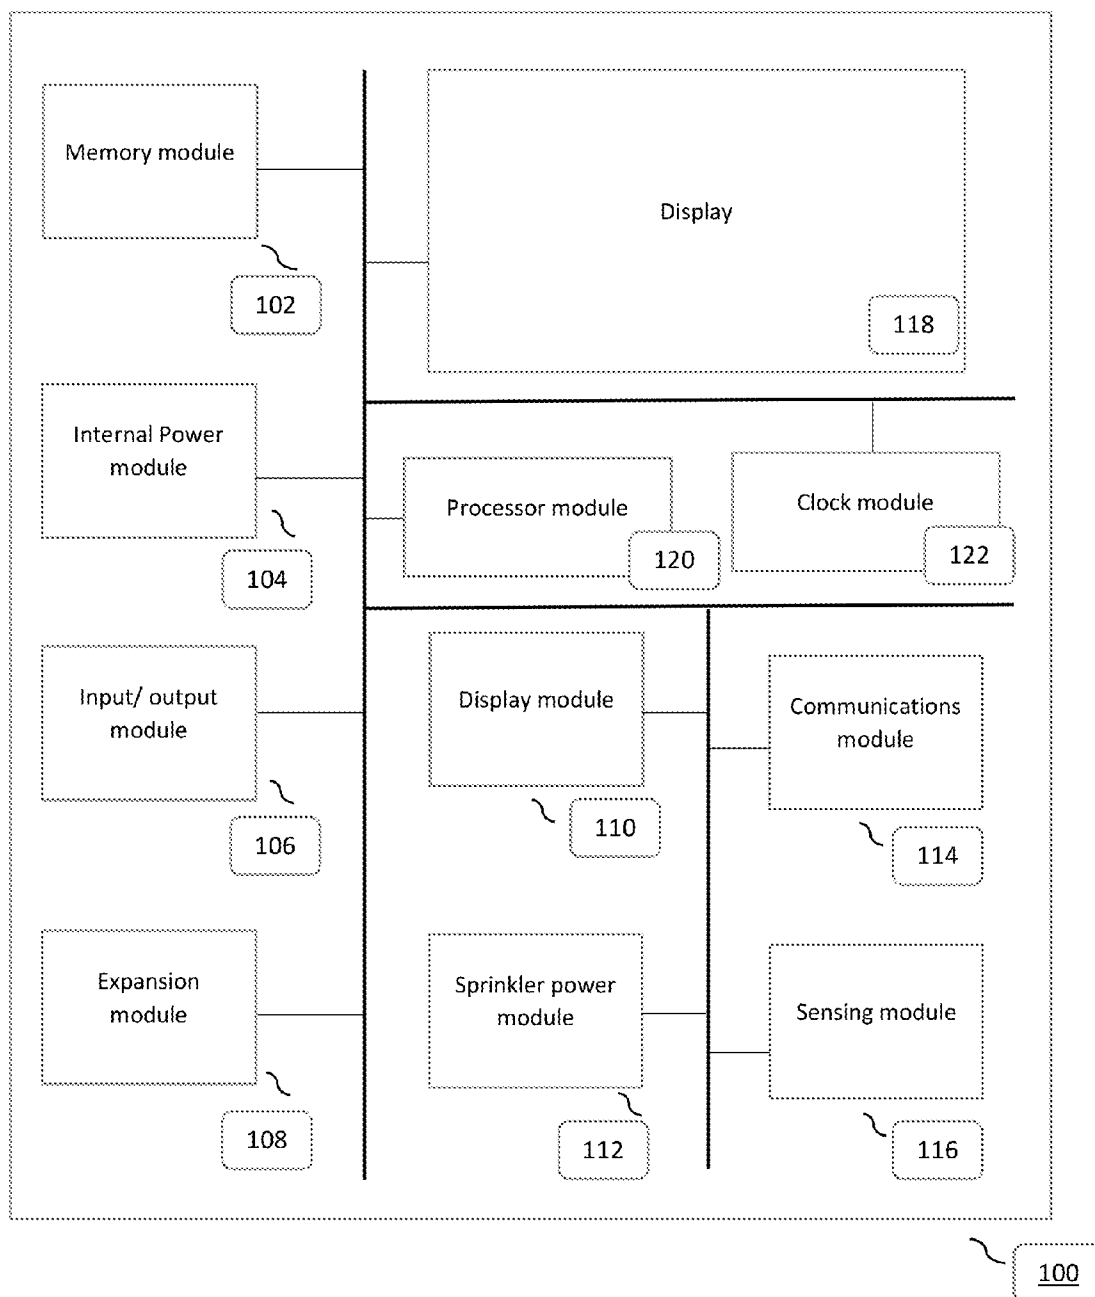 Memory module
102
Display
118
Internal Power
module
104
Processor module
120
Clock module
122
Input/ output
module
106
Display module
110
Communications
module
114
Expansion
module
108
Sprinkler power
module
112
Sensing module
116
100